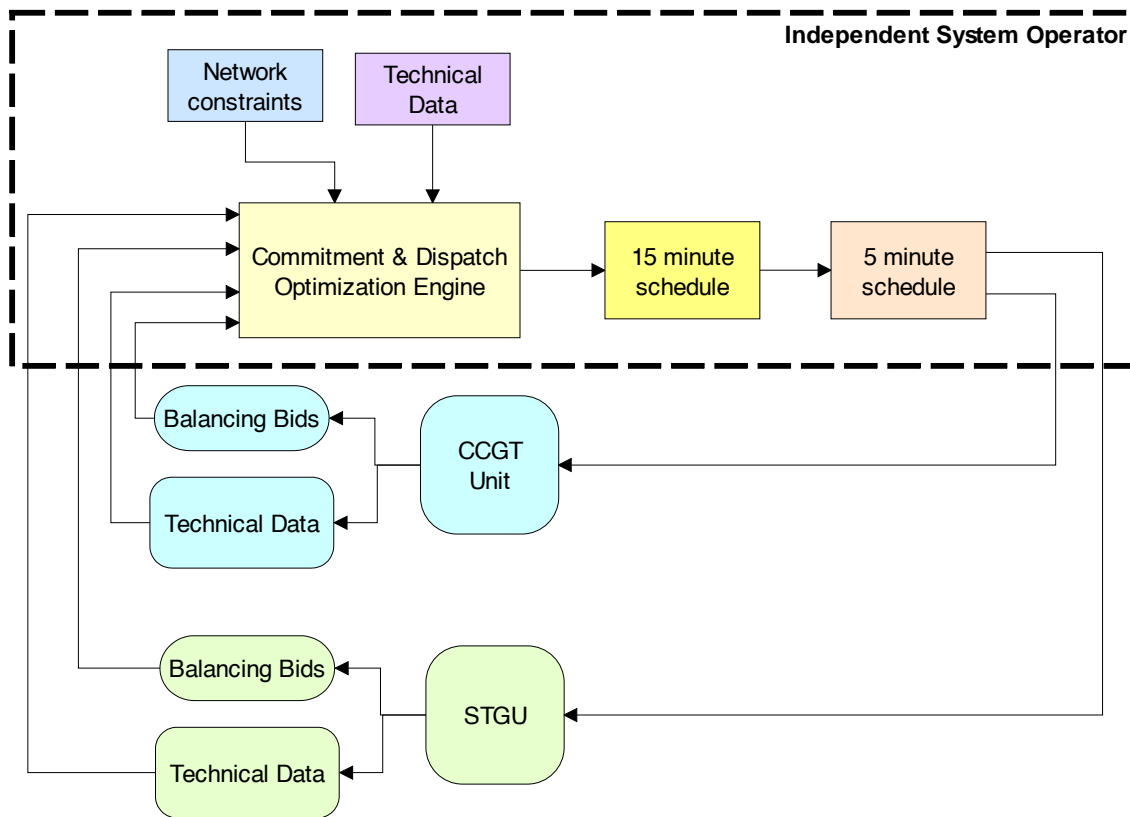 Independent System Operator
Network
constraints
Technical
Data
Commitment & Dispatch
Optimization Engine
15 minute
schedule
5 minute
schedule
Balancing Bids
CCGT
Unit
Technical Data
Balancing Bids
STGU
Technical Data